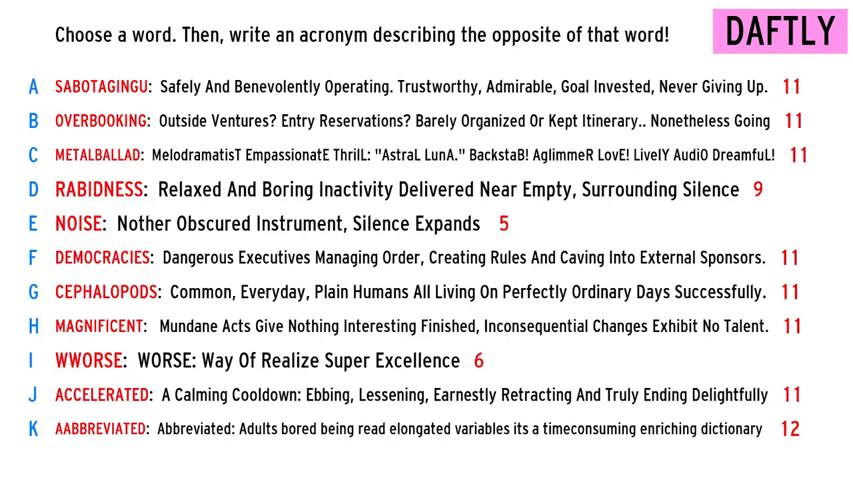 Choose a word. Then, write an acronym describing the opposite of that word!
DAFTLY
A SABOTAGINGU: Safely And Benevolently Operating. Trustworthy, Admirable, Goal Invested, Never Giving Up. 11
B OVERBOOKING: Outside Ventures? Entry Reservations? Barely Organized Or Kept Itinerary.. Nonetheless Going 11
C METALBALLAD: MelodramatisT EmpassionatE ThrilL: "AstraL LunA." BackstaB! AglimmeR LovE! LivelY AudiO DreamfuL! 11
D RABIDNESS: Relaxed And Boring Inactivity Delivered Near Empty, Surrounding Silence 9
E NOISE: Nother Obscured Instrument, Silence Expands 5
F DEMOCRACIES: Dangerous Executives Managing Order, Creating Rules And Caving Into External Sponsors. 11
G CEPHALOPODS: Common, Everyday, Plain Humans All Living On Perfectly Ordinary Days Successfully. 11
H MAGNIFICENT: Mundane Acts Give Nothing Interesting Finished, Inconsequential Changes Exhibit No Talent. 11
I WWORSE: WORSE: Way Of Realize Super Excellence 6
J ACCELERATED: A Calming Cooldown: Ebbing, Lessening, Earnestly Retracting And Truly Ending Delightfully 11
K AABBREVIATED: Abbreviated: Adults bored being read elongated variables its a timeconsuming enriching dictionary 12